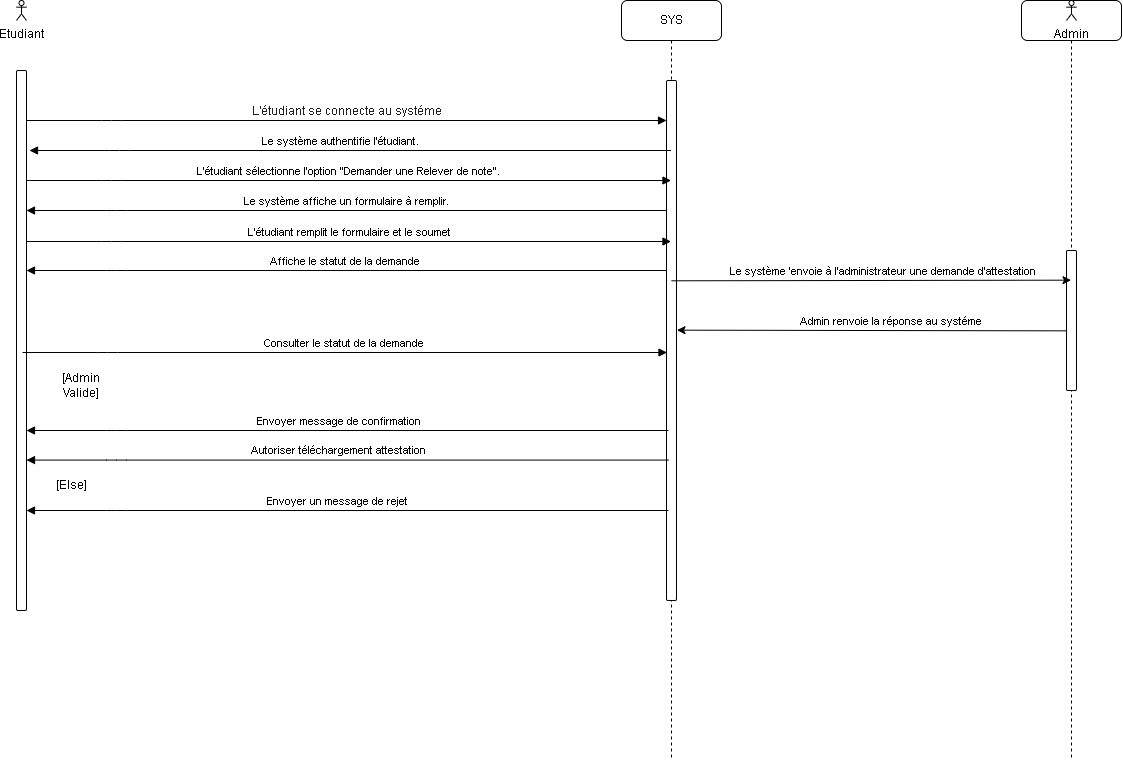 Etudiant
SYS
Admin
L'étudiant se connecte au systéme
Le système authentifie l'étudiant.
L'étudiant sélectionne l'option "Demander une Relever de note".
Le système affiche un formulaire à remplir.
L'étudiant remplit le formulaire et le soumet
Affiche le statut de la demande
Le système 'envoie à l'administrateur une demande d'attestation
Admin renvoie la réponse au systéme
Consulter le statut de la demande
[Admin
Valide]
Envoyer message de confirmation
Autoriser téléchargement attestation
[Else]
Envoyer un message de rejet